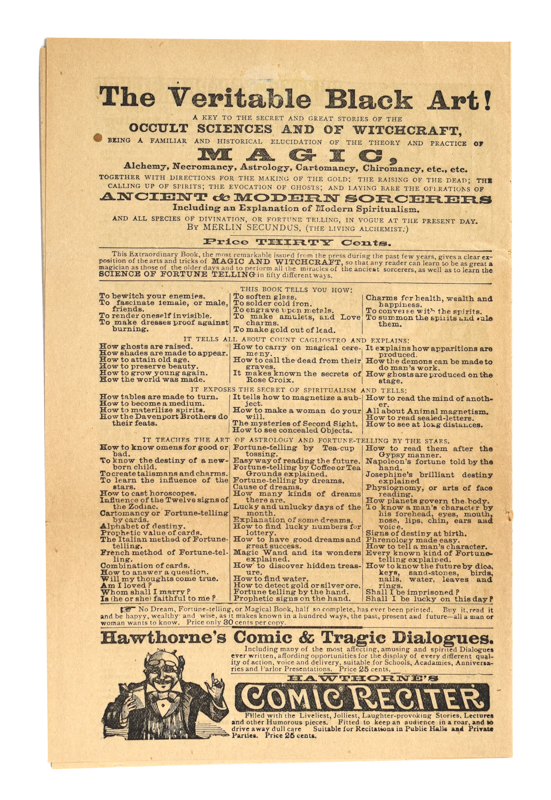 The Veritable Black Art!
A KEY TO THE SECRET AND GREAT STORIES OF THE
OCCULT SCIENCES AND OF WITCHCRAFT,
BEING A FAMILIAR AND HISTORICAL ELUCIDATION OF THE THEORY AND PRACTICE OF
MAGIC,
Alchemy, Necromancy, Astrology, Cartomancy, Chiromancy, etc., etc.
TOGETHER WITH DIRECTIONS FOR THE MAKING OF THE GOLD; THE RAISING OF THE DEAD; THE
CALLING UP OF SPIRITS; THE EVOCATION OF GHOSTS; AND LAYING BARE THE OPERATIONS OF
ANCIENT & MODERN SORCERERS
Including an Explanation of Modern Spiritualism.
AND ALL SPECIES OF DIVINATION, OR FORTUNE TELLING, IN VOGUE AT THE PRESENT DAY.
By MERLIN SECUNDUS, (THE LIVING ALCHEMIST.)
Price THIRTY Cents.
This Extraordinary Book, the most remarkable issued from the press during the past few years, gives a clear ex-
position of the arts and tricks of MAGIC AND WITCHCRAFT, so that any reader can learn to be as great a
magician as those of the older days and to perform all the miracles of the ancient sorcerers, as well as to learn the
SCIENCE OF FORTUNE TELLING in fifty different ways.
THIS BOOK TELLS YOU HOW:
To bewitch your enemies.
To fascinate female, or male,
friends.
To render oneself invisible.
To make dresses proof against
burning.
To soften glass.
To solder cold iron.
To engrave upon metals.
To make amulets, and Love
charms.
To make gold out of lead.
Charms for health, wealth and
happiness.
To converse with the spirits.
To summon the spirits and rule
them.
IT TELLS ALL ABOUT COUNT CAGLIOSTRO AND EXPLAINS:
How ghosts are raised.
How shades are made to appear.
How to attain old age.
How to preserve beauty.
How to grow young again.
How the world was made.
How to carry on magical cere-
mony.
How to call the dead from their
graves.
It makes known the secrets of
Rose Croix.
It explains how apparitions are
produced.
How the demons can be made to
do man's work.
How ghosts are produced on the
stage.
IT EXPOSES THE SECRET OF SPIRITUALISM AND TELLS:
How tables are made to turn.
How to become a medium.
How to materilize spirits.
How the Davenport Brothers do
their feats.
It tells how to magnetize a sub-
ject.
How to make a woman do your
will.
The mysteries of Second Sight.
How to see concealed Objects.
How to read the mind of anoth-
er.
All about Animal magnetism.
How to read sealed-letters.
How to see at long distances.
IT TEACHES THE ART OF ASTROLOGY AND FORTUNE-TELLING BY THE STARS.
How to know omens for good or
bad.
To know the destiny of a new-
born child.
To create talismans and charms.
To learn the influence of the
stars.
How to cast horoscopes.
Influence of the Twelve signs of
the Zodiac.
Cartomancy or Fortune-telling
by cards.
Alphabet of destiny.
Prophetic value of cards.
The Italian method of Fortune-
telling.
French method of Fortune-tel-
ling.
Combination of cards.
How to answer a question.
Will my thoughts come true.
Am I loved?
Whom shall I marry?
Is (he or she) faithful to me?
Fortune-telling by Tea-cup
tossing.
Easy way of reading the future.
Fortune-telling by Coffee or Tea
Grounds explained.
Fortune-telling by dreams.
Cause of dreams.
How many kinds of dreams
there are.
Lucky and unlucky days of the
month.
Explanation of some dreams.
How to find lucky numbers for
lottery.
How to have good dreams and
great success.
Magic Wand and its wonders
explained.
How to discover hidden treas-
ure.
How to find water.
How to detect gold or silver ore.
Fortune telling by the hand.
Prophetic signs on the hand.
How to read them after the
Gypsy manner.
Napoleon's fortune told by the
hand.
Josephine's brilliant destiny
explained
Physiognomy, or arts of face
reading.
How planets govern the body.
To know a man's character by
his forehead, eyes, mouth,
nose, lips, chin, ears and
voice.
Signs of destiny at birth.
Phrenology made easy.
How to tell a man's character.
Every known kind of Fortune-
telling explained.
How to know the future by dice,
keys, sand-stones, birds,
nails, water, leaves and
rings.
Shall I be imprisoned?
Shall I be lucky on this day?
☞ No Dream, Fortune-telling, or Magical Book, half so complete, has ever been printed. Buy it, read it
and be happy, wealthy and wise, as it makes known in a hundred ways, the past, present and future—all a man or
woman wants to know. Price only 30 cents per copy.
Hawthorne's Comic & Tragic Dialogues.
Including many of the most affecting, amusing and spirited Dialogues
ever written, affording opportunities for the display of every different qual-
ity of action, voice and delivery, suitable for Schools, Acadamies, Anniversa-
ries and Parlor Presentations. Price 25 cents.
HAWTHORNE'S
COMIC RECITER
Filled with the Liveliest, Jolliest, Laughter-provoking Stories, Lectures
and other Humorous pieces. Fitted to keep an audience in a roar, and to
drive away dull care Suitable for Recitations in Public Halls and Private
Parties. Price 25 cents.